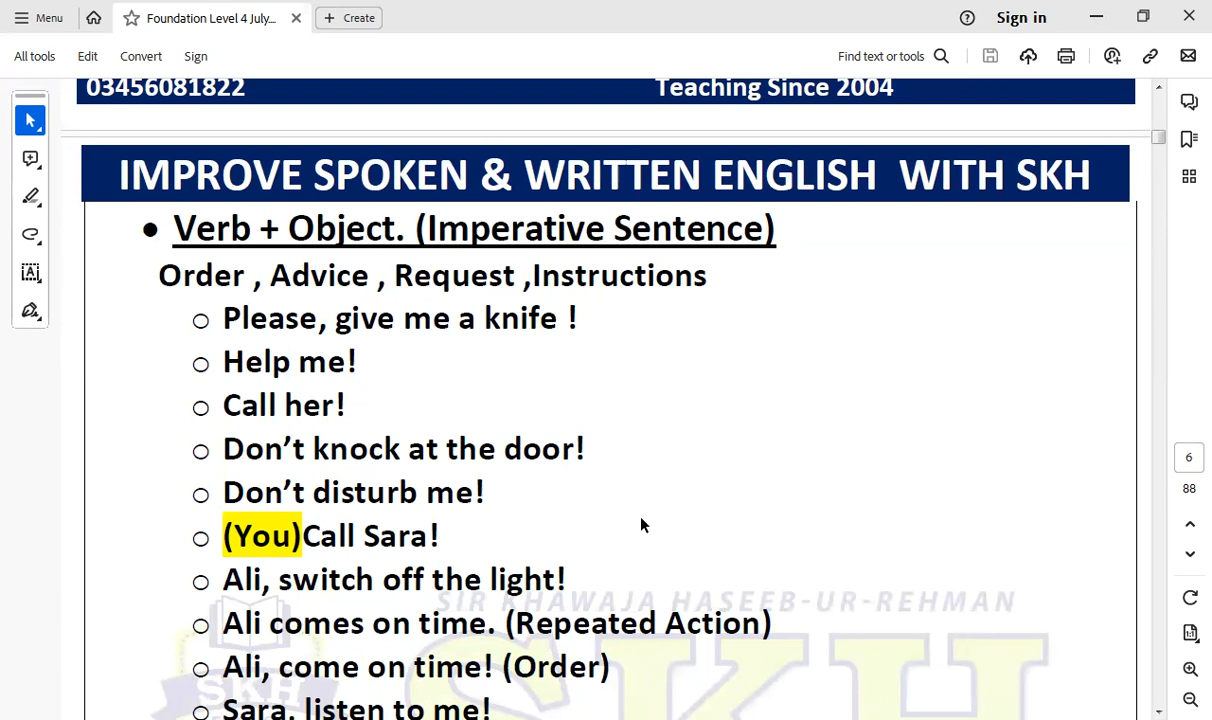 Menu
Foundation Level 4 July...
Create
Sign in
All tools
Edit
Convert
Sign
Find text or tools
03456081822
Teaching Since 2004
IMPROVE SPOKEN & WRITTEN ENGLISH WITH SKH
• Verb + Object. (Imperative Sentence)
Order , Advice , Request ,Instructions
○ Please, give me a knife !
○ Help me!
○ Call her!
○ Don’t knock at the door!
○ Don’t disturb me!
○ (You)Call Sara!
○ Ali, switch off the light!
SIR KHAWAJA HASEEB-UR-REHMAN
○ Ali comes on time. (Repeated Action)
○ Ali, come on time! (Order)
○ Sara, listen to me!
SKH
SKH
6
88